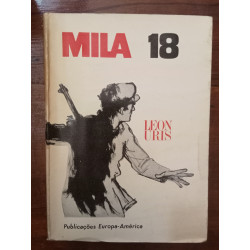 MILA 18
LEON
URIS
Publicações Europa-América